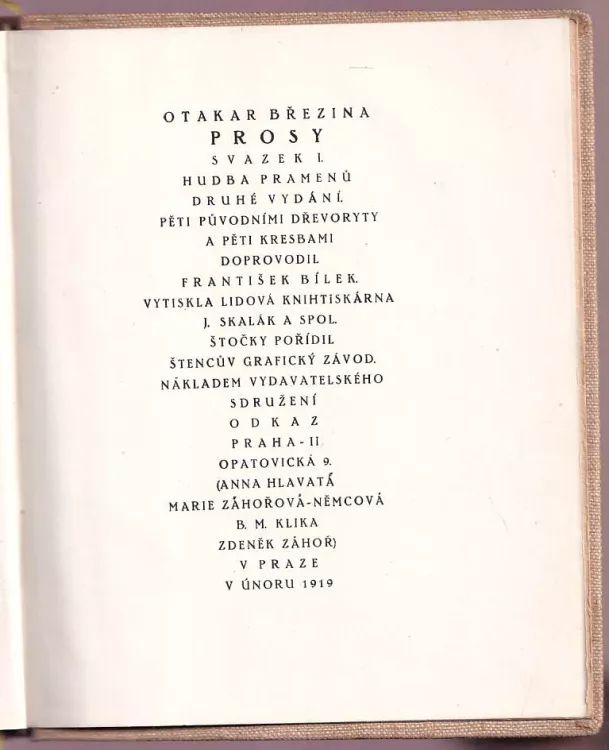 OTAKAR BŘEZINA
PROSY
SVAZEK I.
HUDBA PRAMENŮ
DRUHÉ VYDÁNÍ.
PĚTI PŮVODNÍMI DŘEVORYTY
A PĚTI KRESBAMI
DOPROVODIL
FRANTIŠEK BÍLEK.
VYTISKLA LIDOVÁ KNIHTISKÁRNA
J. SKALÁK A SPOL.
ŠTOČKY POŘÍDIL
ŠTENCŮV GRAFICKÝ ZÁVOD.
NÁKLADEM VYDAVATELSKÉHO
SDRUŽENÍ
ODKAZ
PRAHA-II
OPATOVICKÁ 9.
(ANNA HLAVATÁ
MARIE ZÁHOŘOVÁ-NĚMCOVÁ
B. M. KLIKA
ZDENĚK ZÁHOŘ)
V PRAZE
V ÚNORU 1919